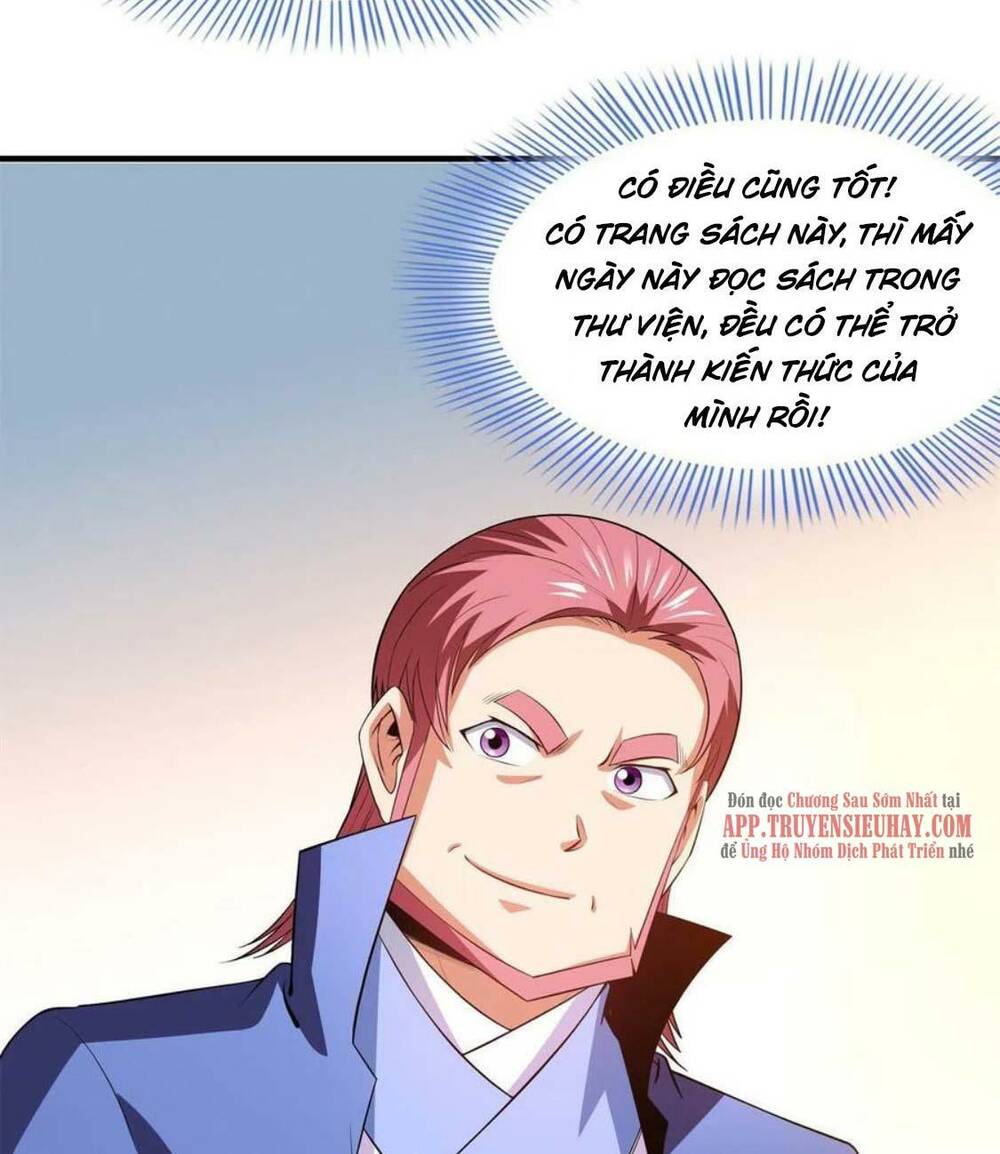 CÓ ĐIỀU CŨNG TỐT!
CÓ TRANG SÁCH NÀY, THÌ MẤY
NGÀY NÀY ĐỌC SÁCH TRONG
THƯ VIỆN, ĐỀU CÓ THỂ TRỞ
THÀNH KIẾN THỨC CỦA
MÌNH RỒI!
Đón đọc Chương Sau Sớm Nhất tại
APP.TRUYENSIEUHAY.COM
để Ủng Hộ Nhóm Dịch Phát Triển nhé